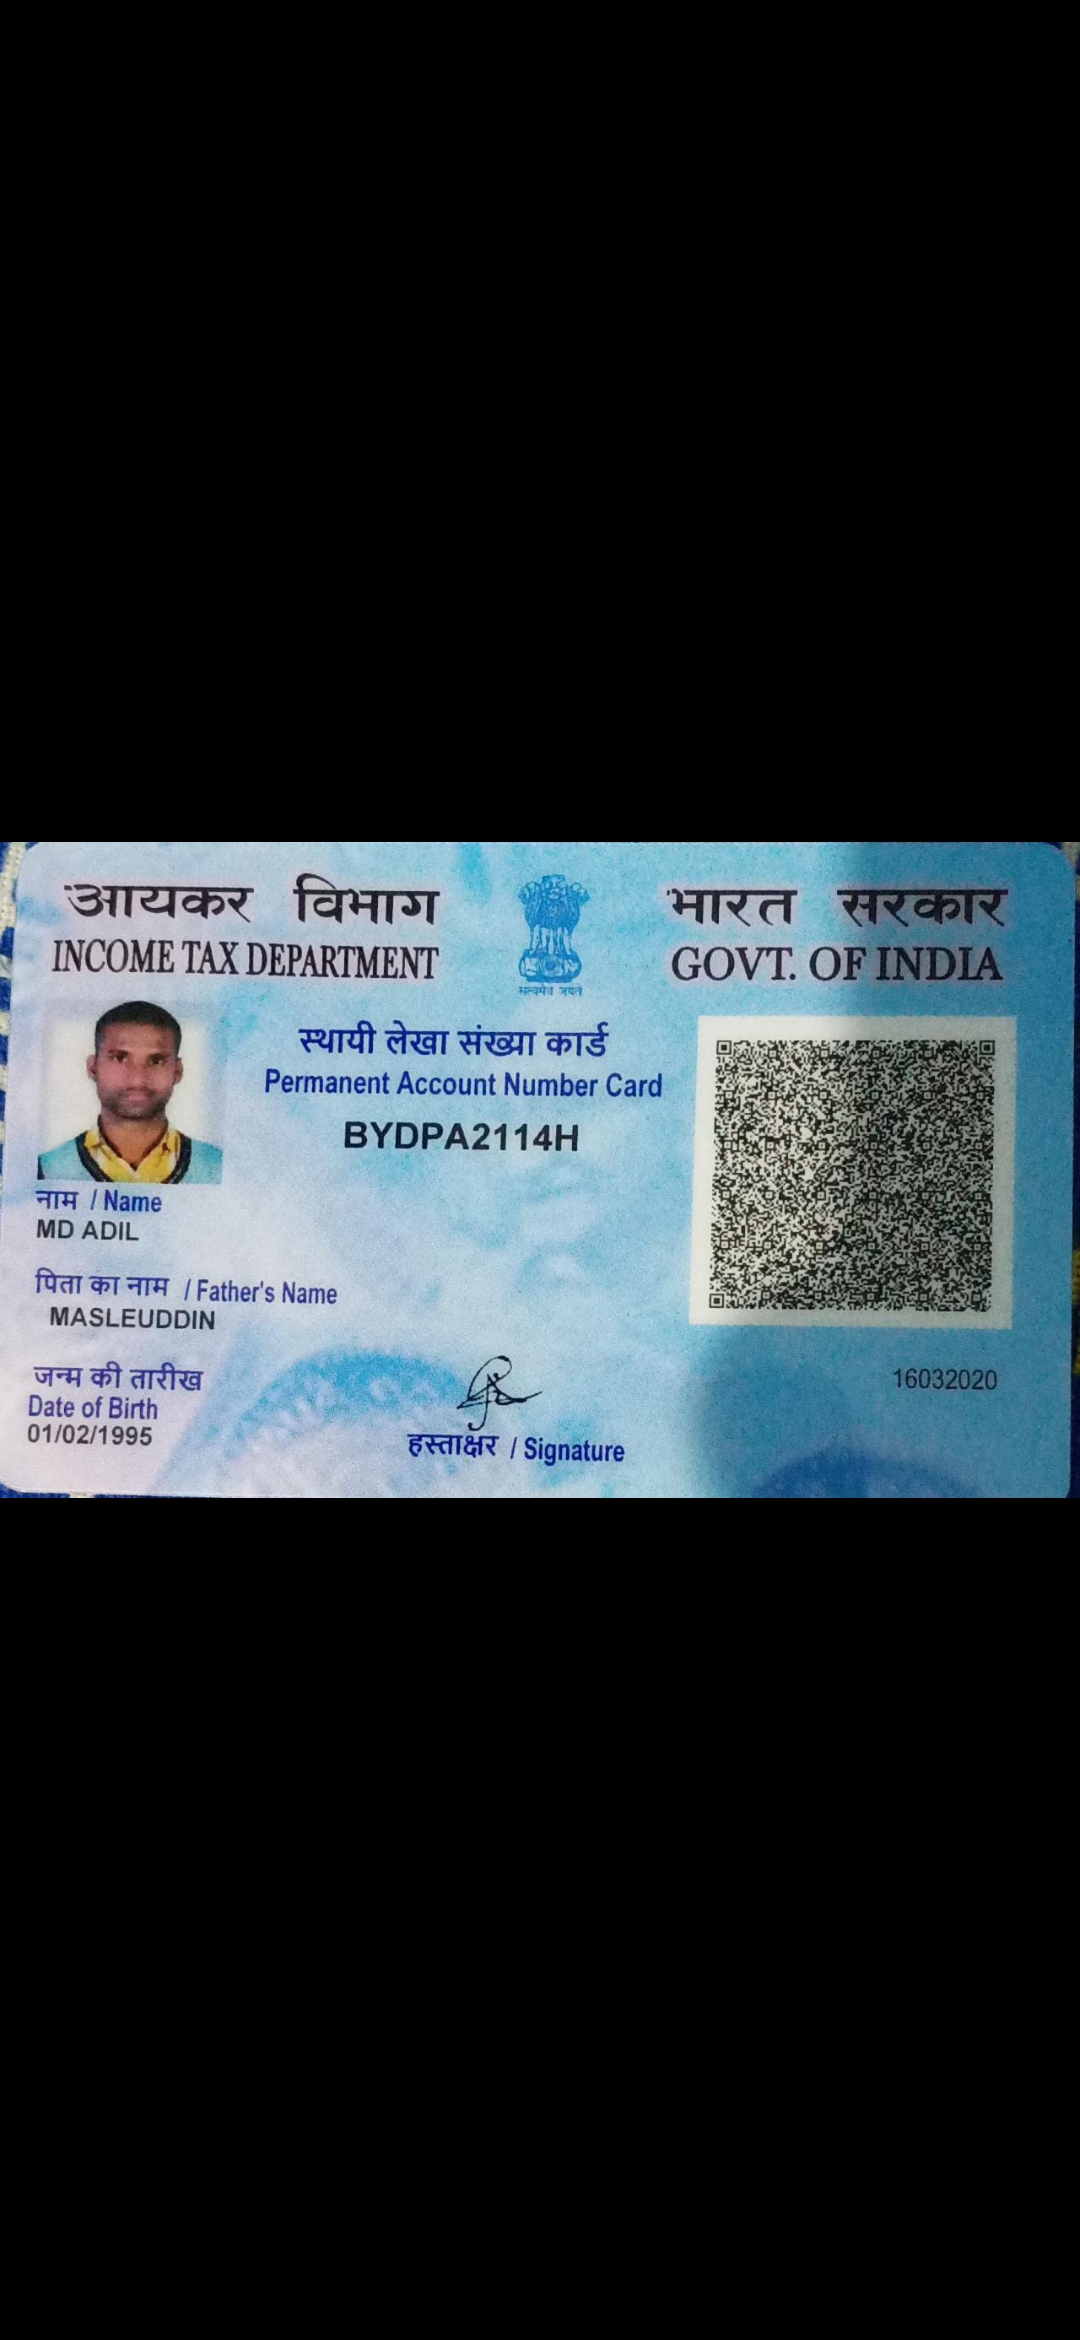 आयकर विभाग
INCOME TAX DEPARTMENT
सत्यमेव जयते
भारत सरकार
GOVT. OF INDIA
स्थायी लेखा संख्या कार्ड
Permanent Account Number Card
BYDPA2114H
नाम / Name
MD ADIL
पिता का नाम / Father's Name
MASLEUDDIN
जन्म की तारीख
Date of Birth
01/02/1995
हस्ताक्षर / Signature
16032020